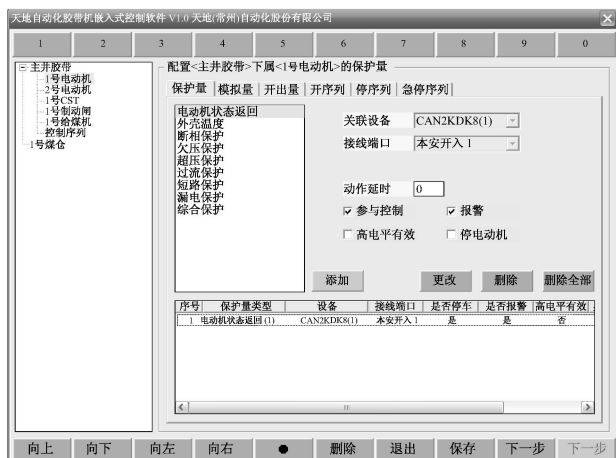 天地自动化胶带机嵌入式控制软件 V1.0 天地(常州)自动化股份有限公司
1 2 3 4 5 6 7 8 9 0
主井胶带
1号电动机
2号电动机
1号CST
1号制动闸
1号给煤机
控制序列
1号煤仓
配置<主井胶带>下属<1号电动机>的保护量
保护量 模拟量 开出量 开序列 停序列 急停序列
电动机状态返回
外壳温度
断相保护
欠压保护
超压保护
过流保护
短路保护
漏电保护
综合保护
关联设备 CAN2KDK8(1)
接线端口 本安开入 1
动作延时 0
参与控制 报警
高电平有效 停电动机
添加 更改 删除 删除全部
序号 保护量类型 设备 接线端口 是否停车 是否报警 高电平有效
1 电动机状态返回 (1) CAN2KDK8(1) 本安开入 1 是 是 否
向上 向下 向左 向右 ● 删除 退出 保存 下一步 下一步